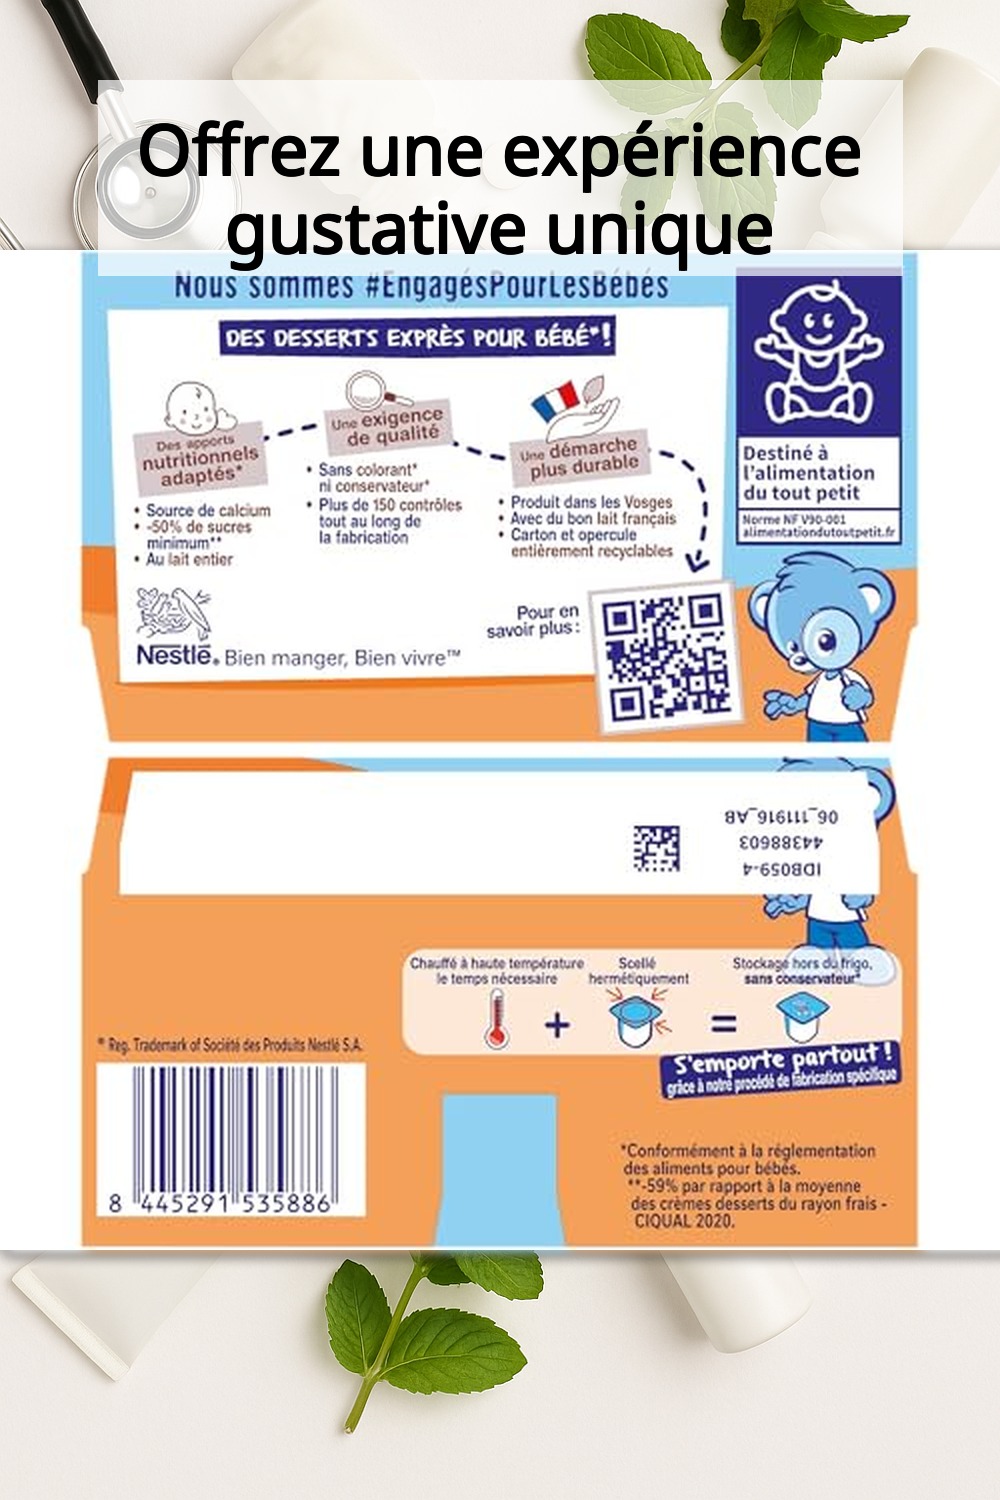 Offrez une expérience
gustative unique
Nous sommes #EngagésPourLesBébés
DES DESSERTS EXPRÈS POUR BÉBÉ*!
Des apports
nutritionnels
adaptés*
• Source de calcium
• -50% de sucres
minimum**
• Au lait entier
Une exigence
de qualité
• Sans colorant*
ni conservateur*
• Plus de 150 contrôles
tout au long de
la fabrication
Une démarche
plus durable
• Produit dans les Vosges
• Avec du bon lait français
• Carton et opercule
entièrement recyclables
Destiné à
l'alimentation
du tout petit
Norme NF V90-001
alimentationdutoutpetit.fr
Pour en
savoir plus :
Nestlé® Bien manger, Bien vivre™
06_111916_AB
44388603
IDB059-4
Chauffé à haute température
le temps nécessaire
Scellé
hermétiquement
Stockage hors du frigo,
sans conservateur*
+
=
S'emporte partout !
grâce à notre procédé de fabrication spécifique
® Reg. Trademark of Société des Produits Nestlé S.A.
8 445291 535886
*Conformément à la réglementation
des aliments pour bébés.
**-59% par rapport à la moyenne
des crèmes desserts du rayon frais -
CIQUAL 2020.